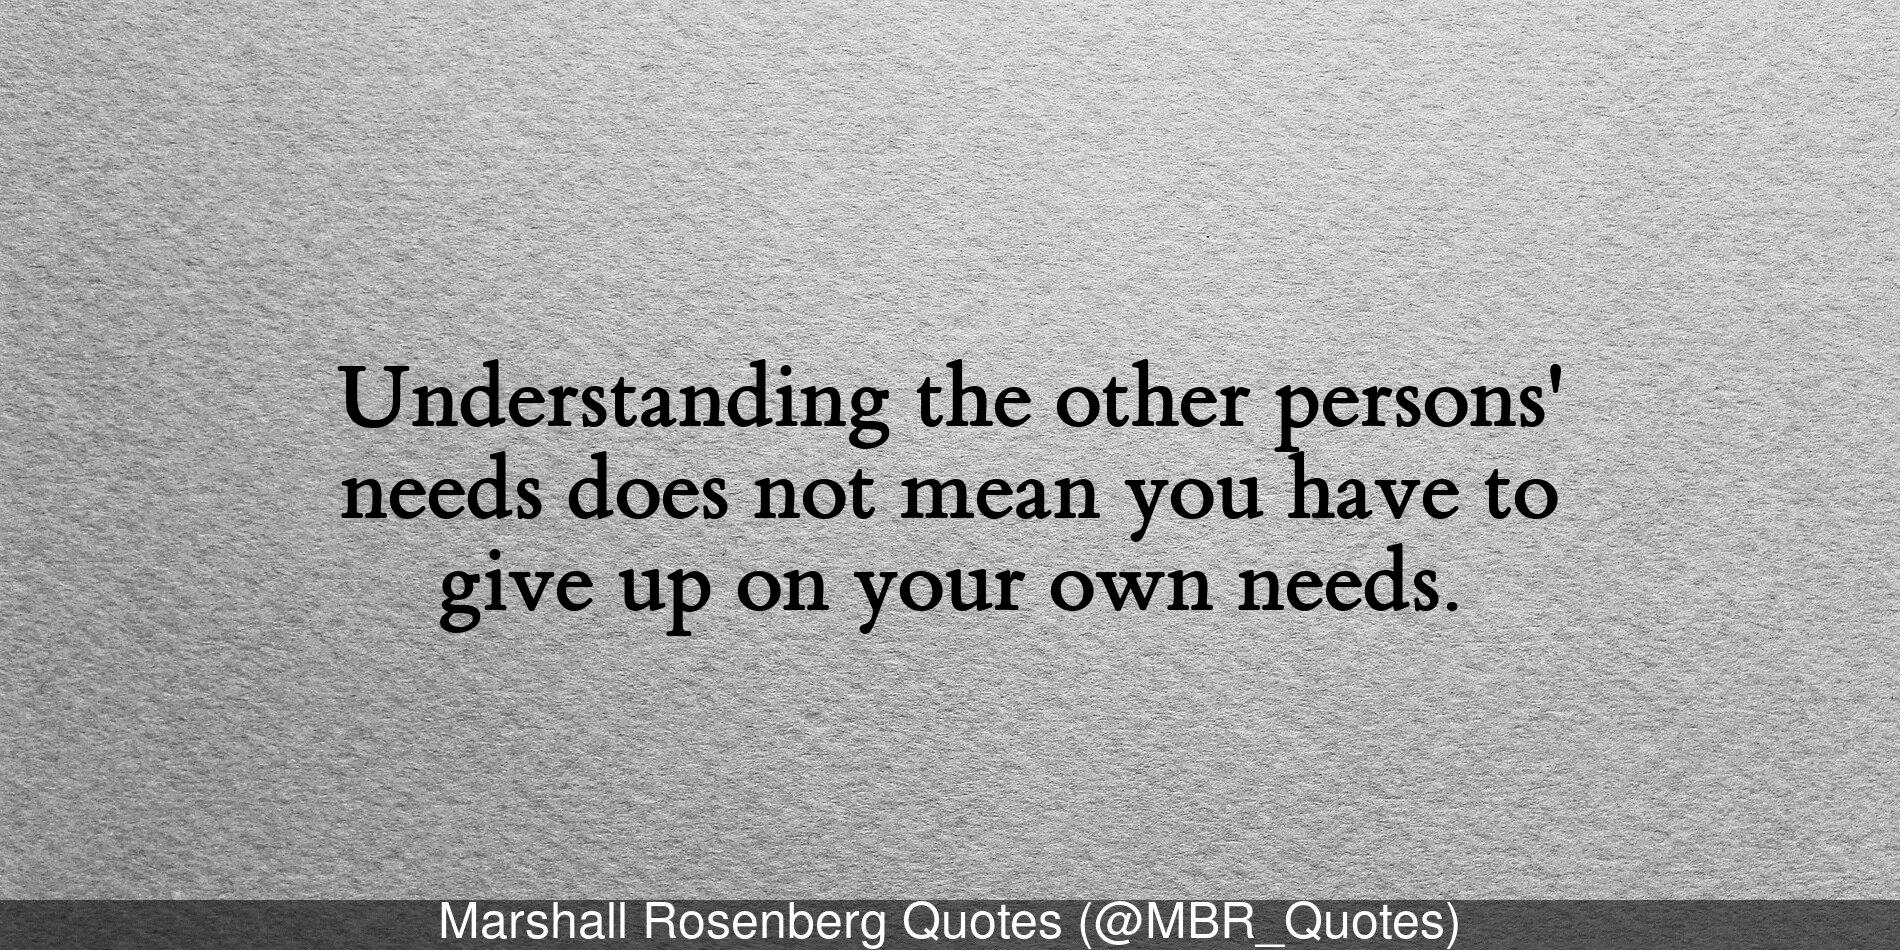 Understanding the other persons'
needs does not mean you have to
give up on your own needs.
Marshall Rosenberg Quotes (@MBR_Quotes)